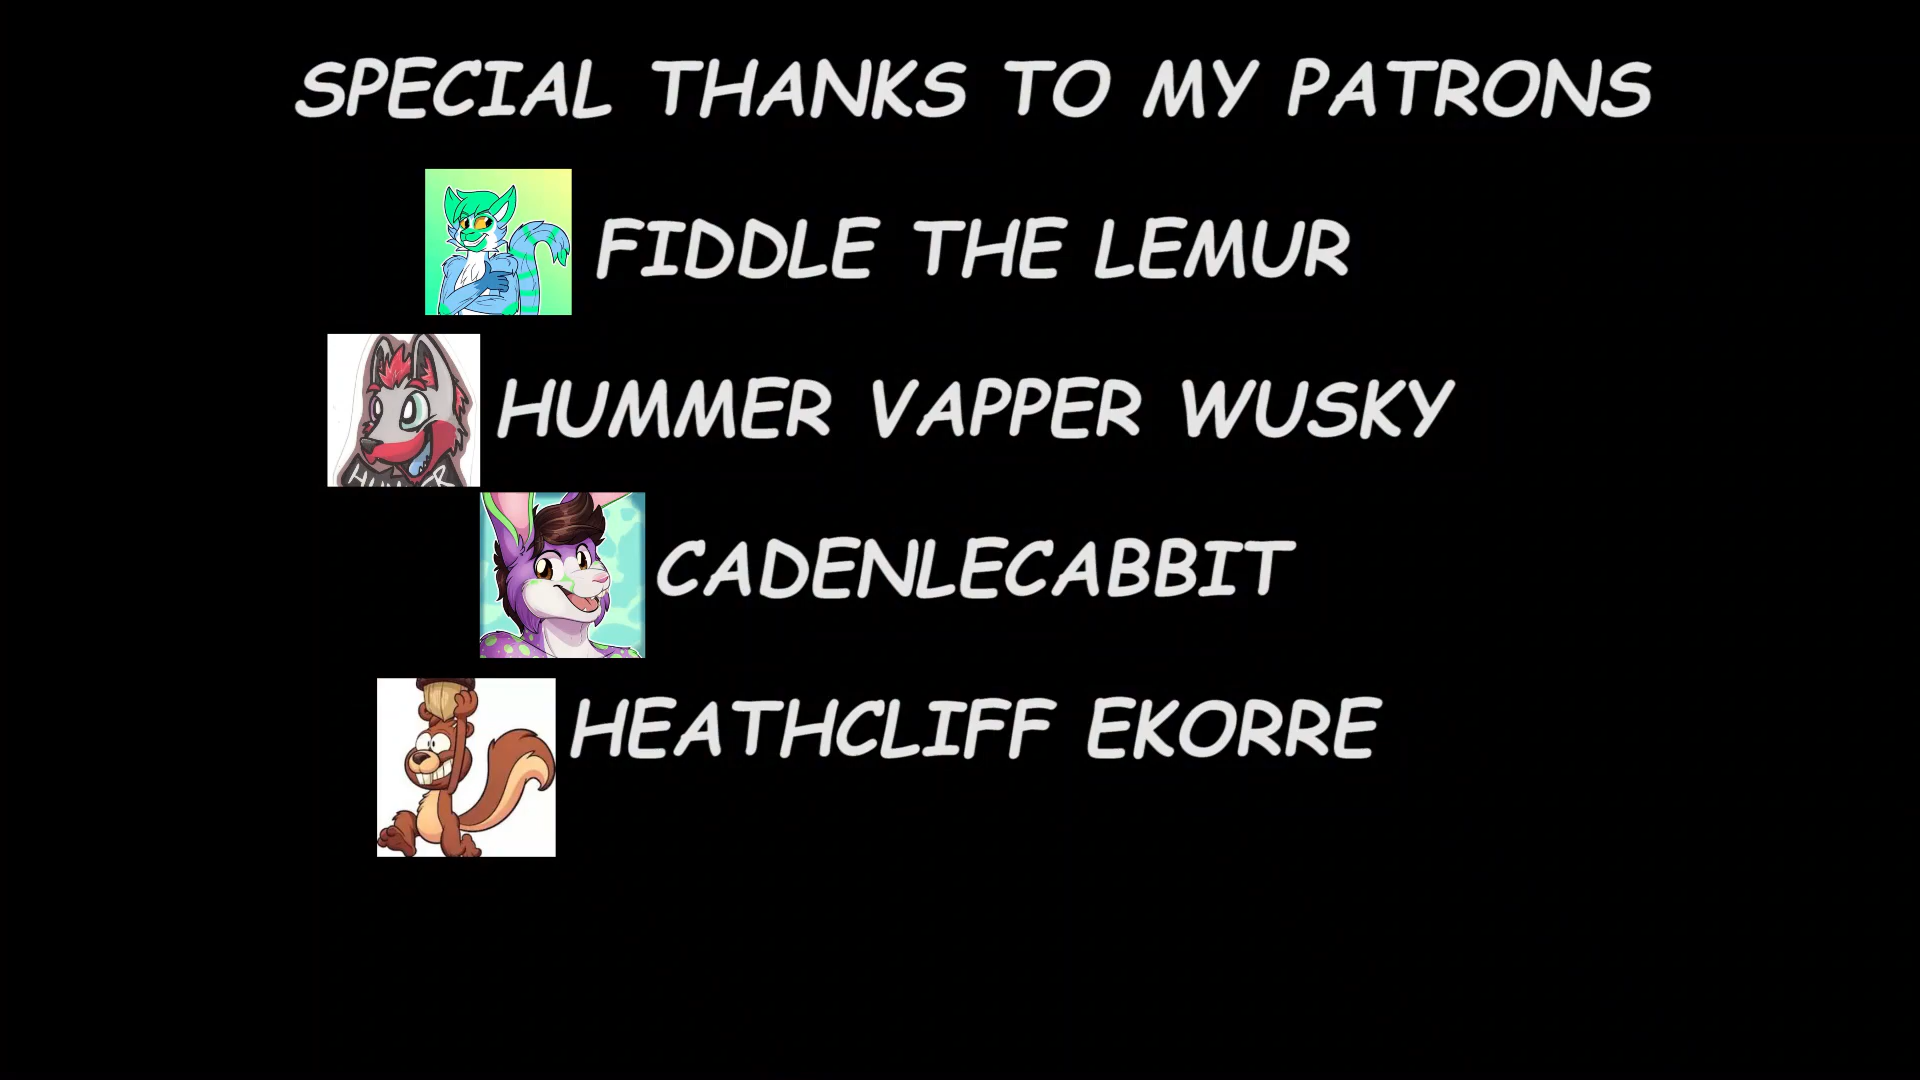 SPECIAL THANKS TO MY PATRONS
FIDDLE THE LEMUR
HUMMER VAPPER WUSKY
CADENLECABBIT
HEATHCLIFF EKORRE